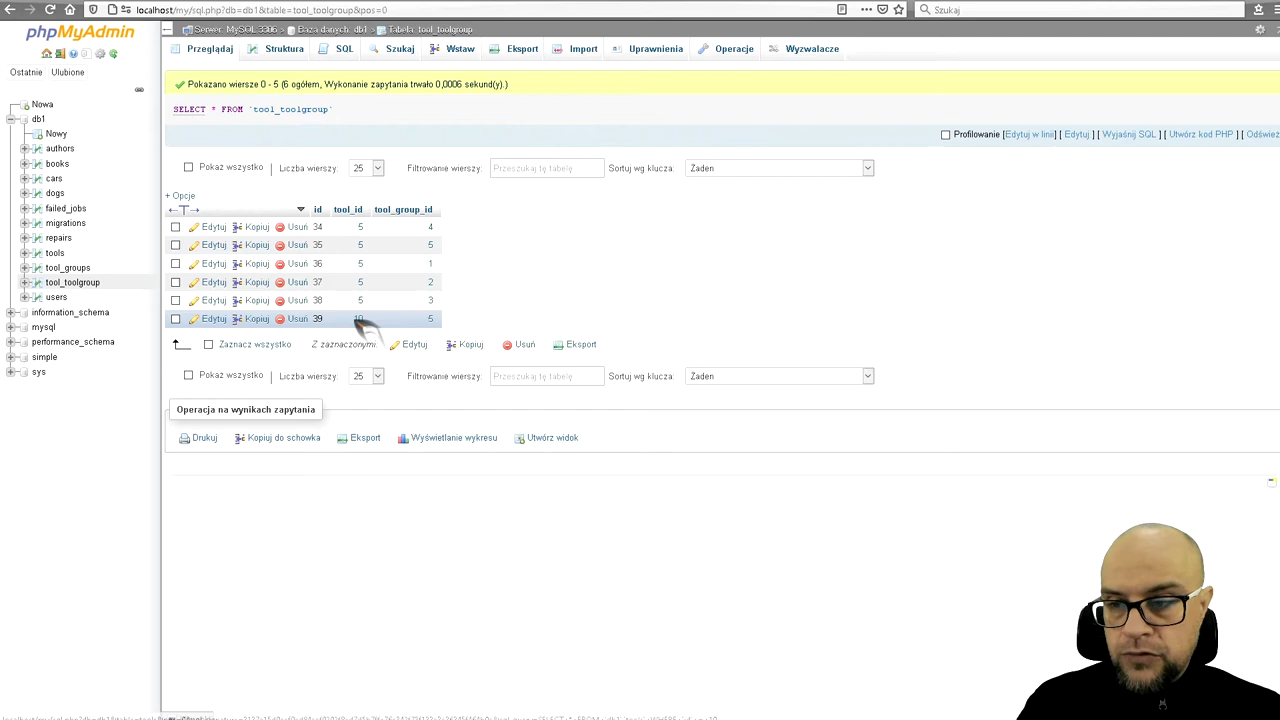 localhost/my/sql.php?db=db1&table=tool_toolgroup&pos=0
Szukaj
phpMyAdmin
Ostatnie Ulubione
Nowa
db1
Nowy
authors
books
cars
dogs
failed_jobs
migrations
repairs
tools
tool_groups
tool_toolgroup
users
information_schema
mysql
performance_schema
simple
sys
Serwer: MySQL:3306 » Baza danych: db1 » Tabela: tool_toolgroup
Przeglądaj Struktura SQL Szukaj Wstaw Eksport Import Uprawnienia Operacje Wyzwalacze
Pokazano wiersze 0 - 5 (6 ogółem, Wykonanie zapytania trwało 0,0006 sekund(y).)
SELECT * FROM `tool_toolgroup`
Profilowanie [Edytuj w linii] [ Edytuj ] [ Wyjaśnij SQL ] [ Utwórz kod PHP ] [ Odśwież
Pokaż wszystko | Liczba wierszy: 25 Filtrowanie wierszy: Przeszukaj tę tabelę Sortuj wg klucza: Żaden
+ Opcje
←T→ id tool_id tool_group_id
Edytuj Kopiuj Usuń 34 5 4
Edytuj Kopiuj Usuń 35 5 5
Edytuj Kopiuj Usuń 36 5 1
Edytuj Kopiuj Usuń 37 5 2
Edytuj Kopiuj Usuń 38 5 3
Edytuj Kopiuj Usuń 39 5
Zaznacz wszystko Z zaznaczonymi: Edytuj Kopiuj Usuń Eksport
Pokaż wszystko | Liczba wierszy: 25 Filtrowanie wierszy: Przeszukaj tę tabelę Sortuj wg klucza: Żaden
Operacja na wynikach zapytania
Drukuj Kopiuj do schowka Eksport Wyświetlanie wykresu Utwórz widok